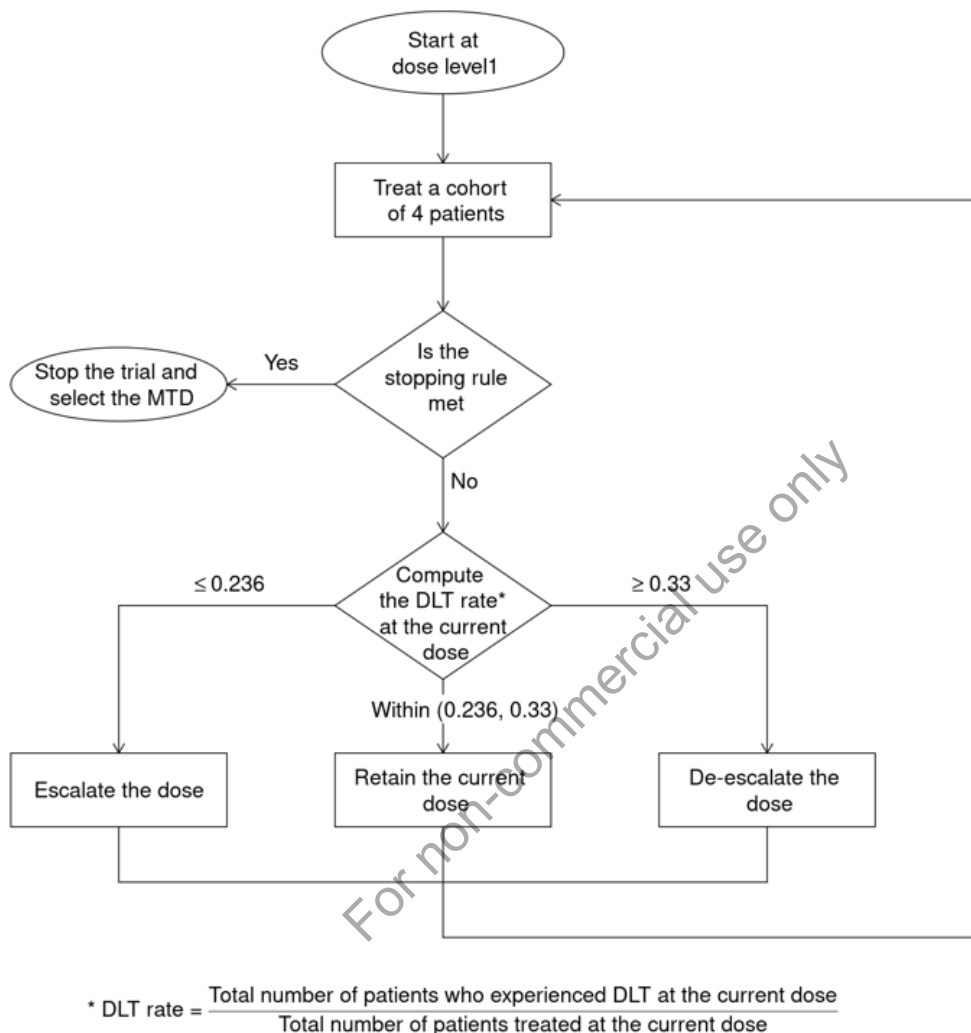 Start at
dose level1
Treat a cohort
of 4 patients
Is the
stopping rule
met
Yes
Stop the trial and
select the MTD
No
Compute
the DLT rate*
at the current
dose
≤ 0.236
≥ 0.33
Within (0.236, 0.33)
Escalate the dose
Retain the current
dose
De-escalate the
dose
For non-commercial use only
* DLT rate = Total number of patients who experienced DLT at the current dose
Total number of patients treated at the current dose